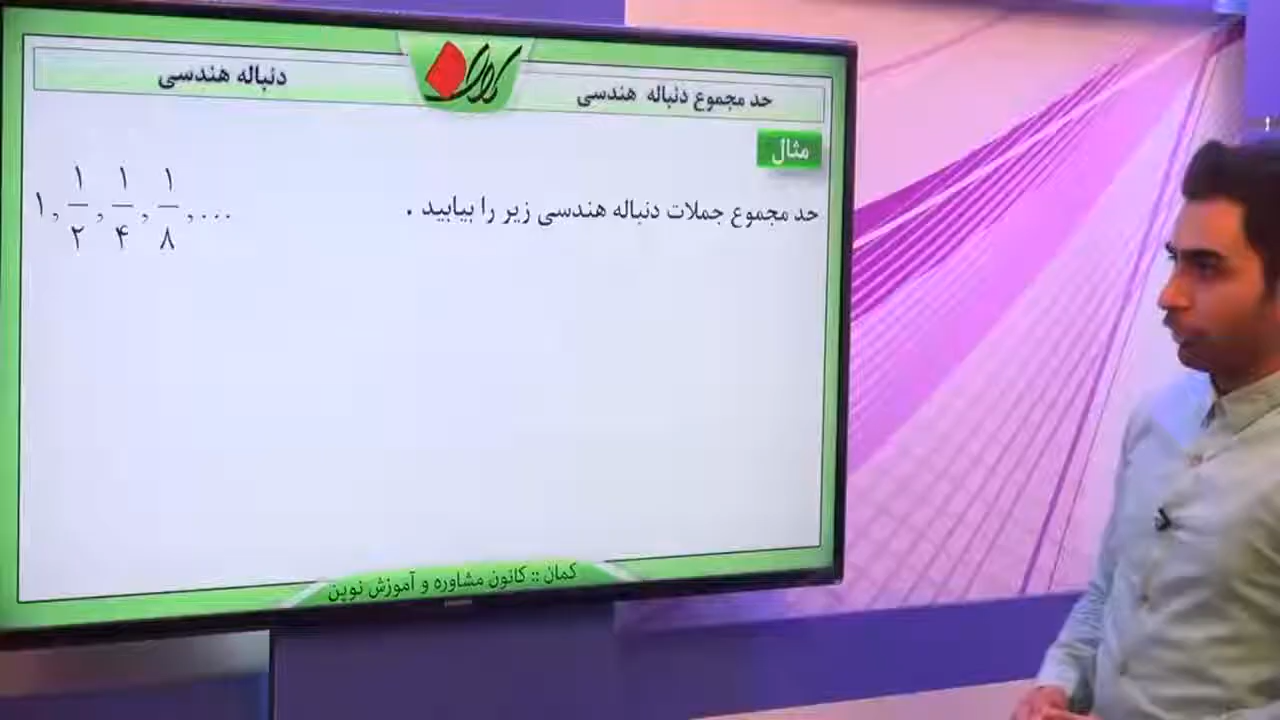 حد مجموع دنباله هندسی
دنباله هندسی
مثال
حد مجموع جملات دنباله هندسی زیر را بیابید .
۱, ۱/۲, ۱/۴, ۱/۸, ...
کمان :: کانون مشاوره و آموزش نوین